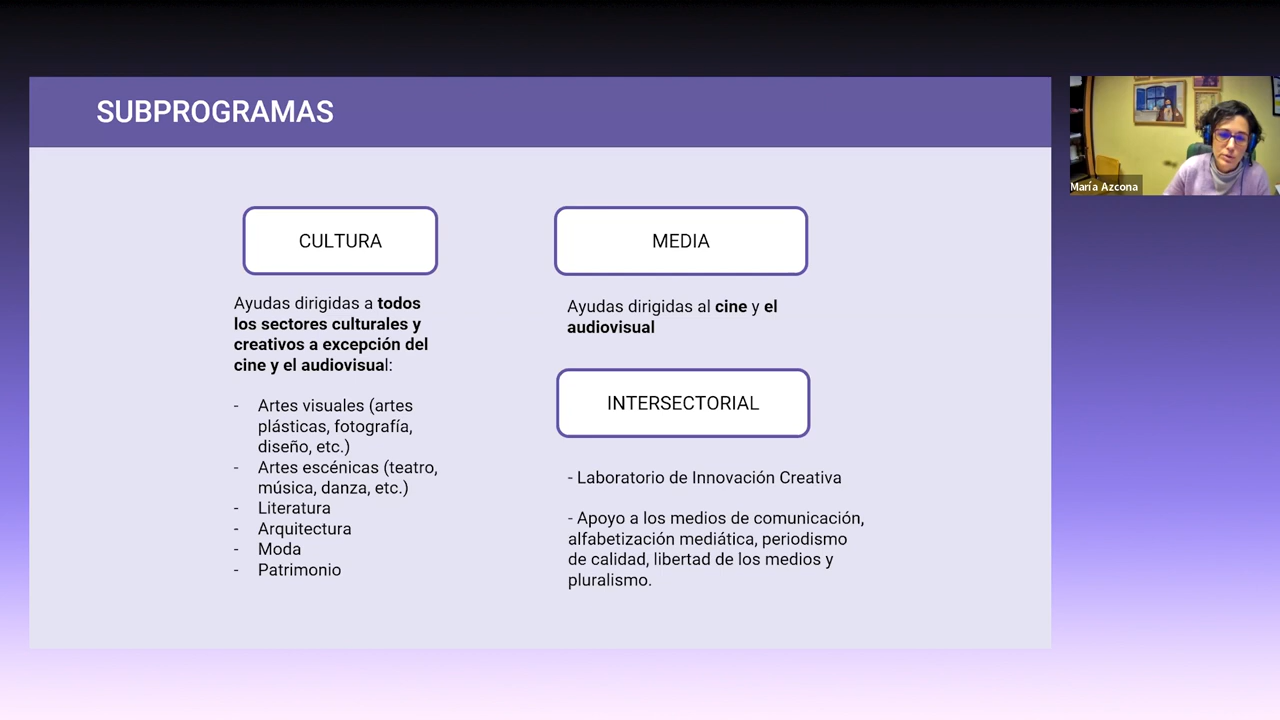 SUBPROGRAMAS
CULTURA
Ayudas dirigidas a todos
los sectores culturales y
creativos a excepción del
cine y el audiovisual:
- Artes visuales (artes
plásticas, fotografía,
diseño, etc.)
- Artes escénicas (teatro,
música, danza, etc.)
- Literatura
- Arquitectura
- Moda
- Patrimonio
MEDIA
Ayudas dirigidas al cine y el
audiovisual
INTERSECTORIAL
- Laboratorio de Innovación Creativa
- Apoyo a los medios de comunicación,
alfabetización mediática, periodismo
de calidad, libertad de los medios y
pluralismo.
María Azcona